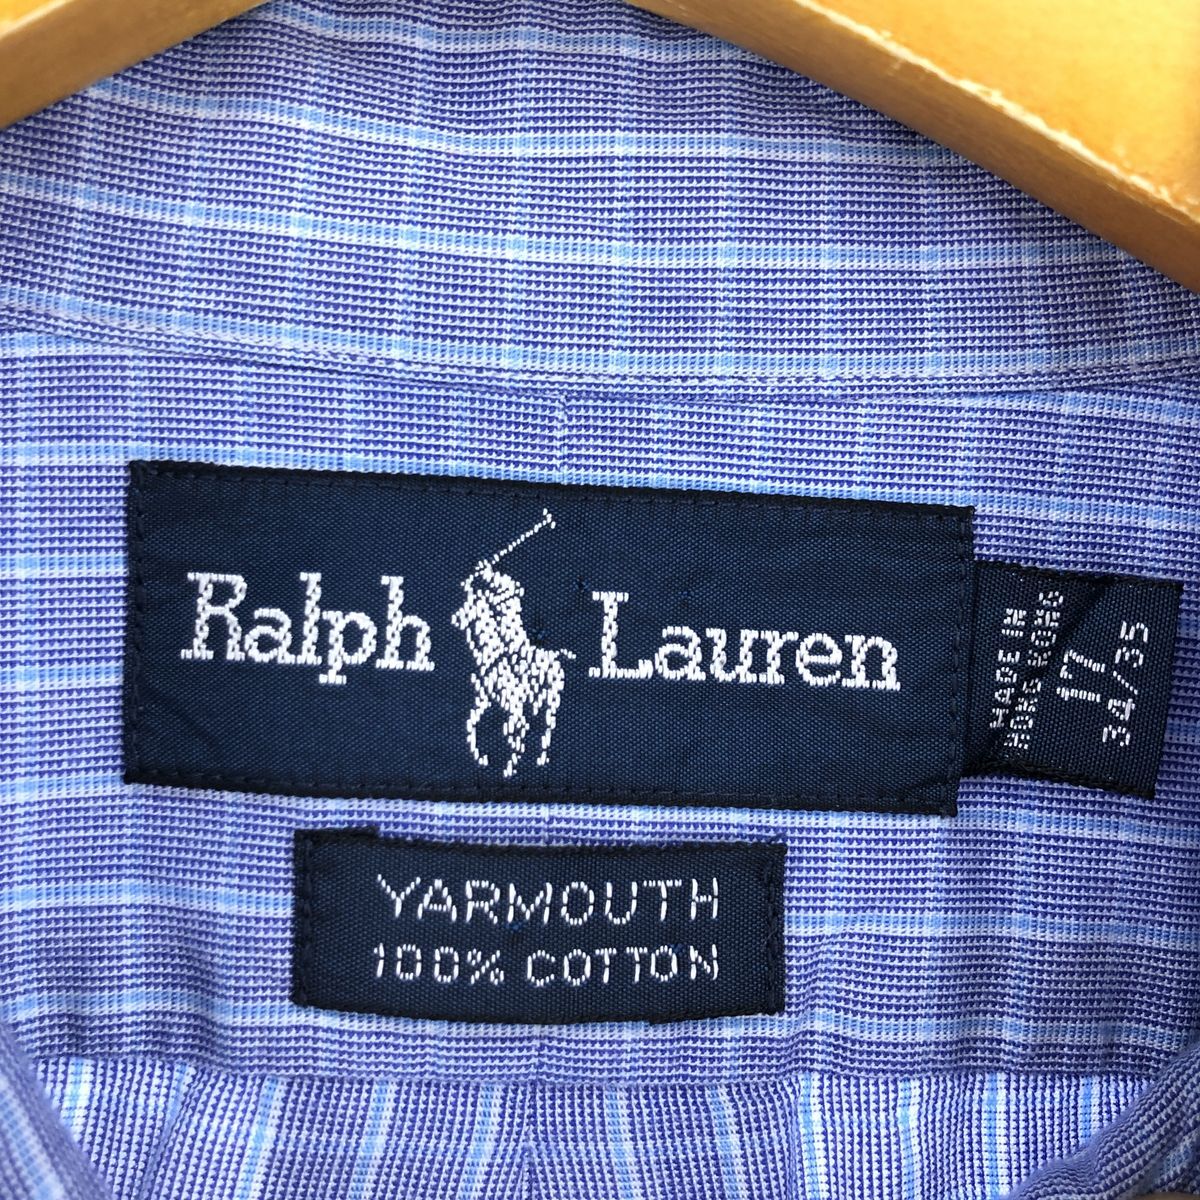 Ralph Lauren
MADE IN
HONG KONG
17
34/35
YARMOUTH
100% COTTON